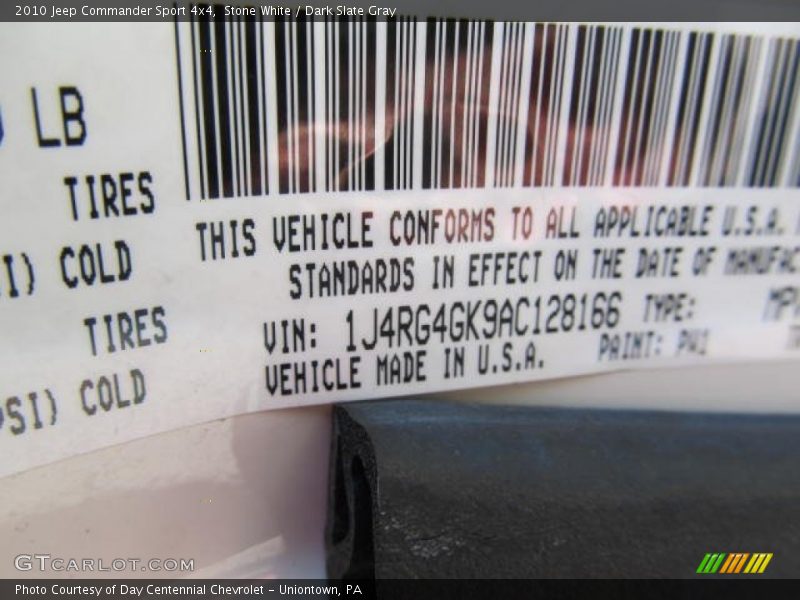 2010 Jeep Commander Sport 4x4, Stone White / Dark Slate Gray
LB
TIRES
COLD
TIRES
PSI) COLD
THIS VEHICLE CONFORMS TO ALL APPLICABLE U.S.A.
STANDARDS IN EFFECT ON THE DATE OF MANUFAC
VIN: 1J4RG4GK9AC128166 TYPE: MPV
VEHICLE MADE IN U.S.A. PAINT: PW1
GTCARLOT.COM
Photo Courtesy of Day Centennial Chevrolet - Uniontown, PA